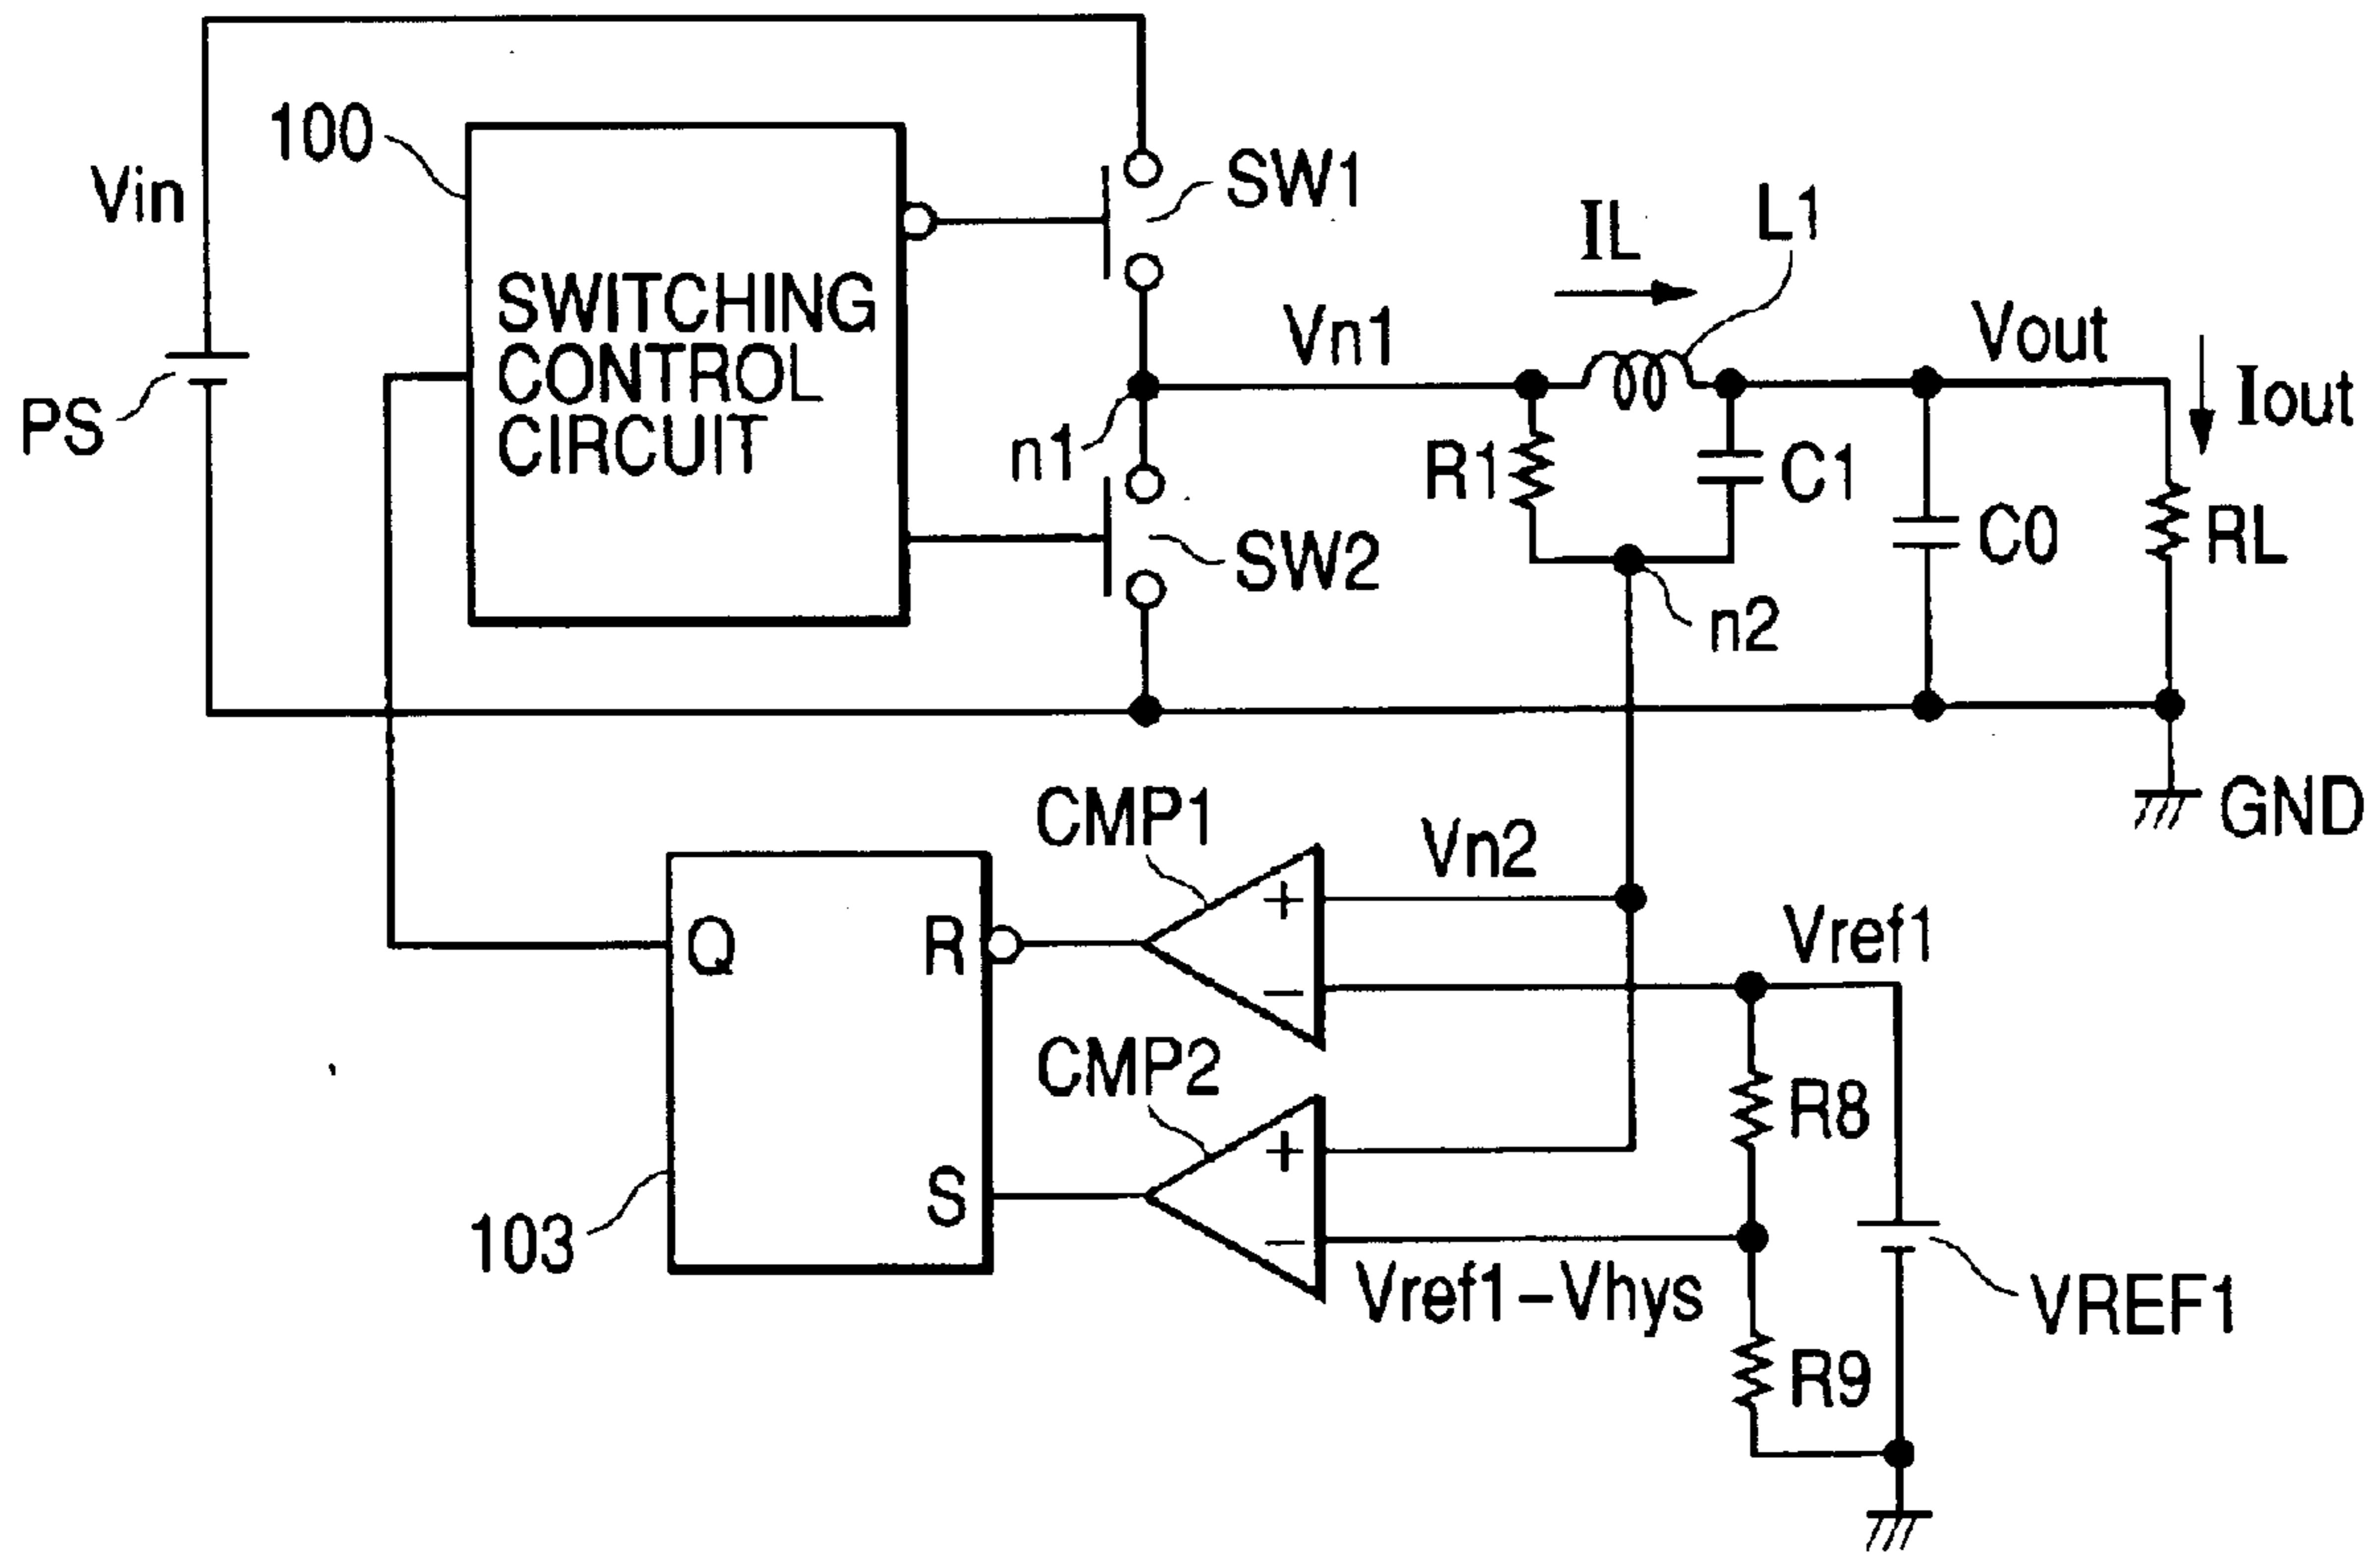 100
Vin
SW1
IL
L1
SWITCHING
CONTROL
CIRCUIT
Vn1
Vout
Iout
PS
n1
R1
C1
C0
RL
SW2
n2
GND
CMP1
Vn2
Vref1
Q
R
CMP2
R8
S
103
Vref1-Vhys
VREF1
R9
+
−
+
−